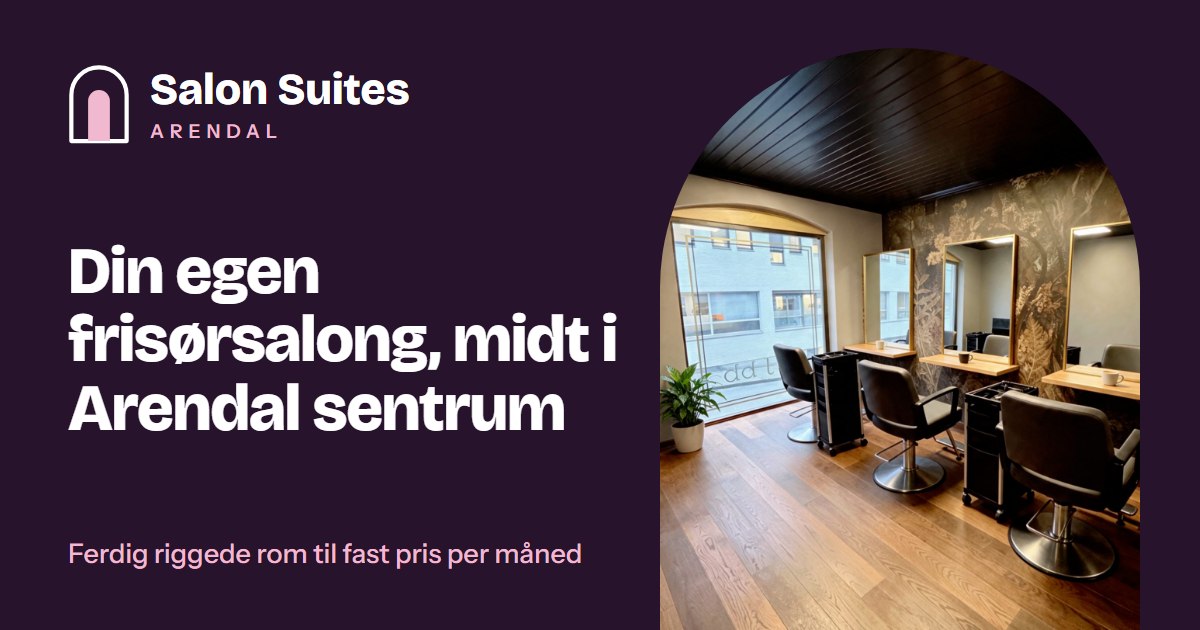 Salon Suites
ARENDAL
Din egen
frisørsalong, midt i
Arendal sentrum
Ferdig riggede rom til fast pris per måned